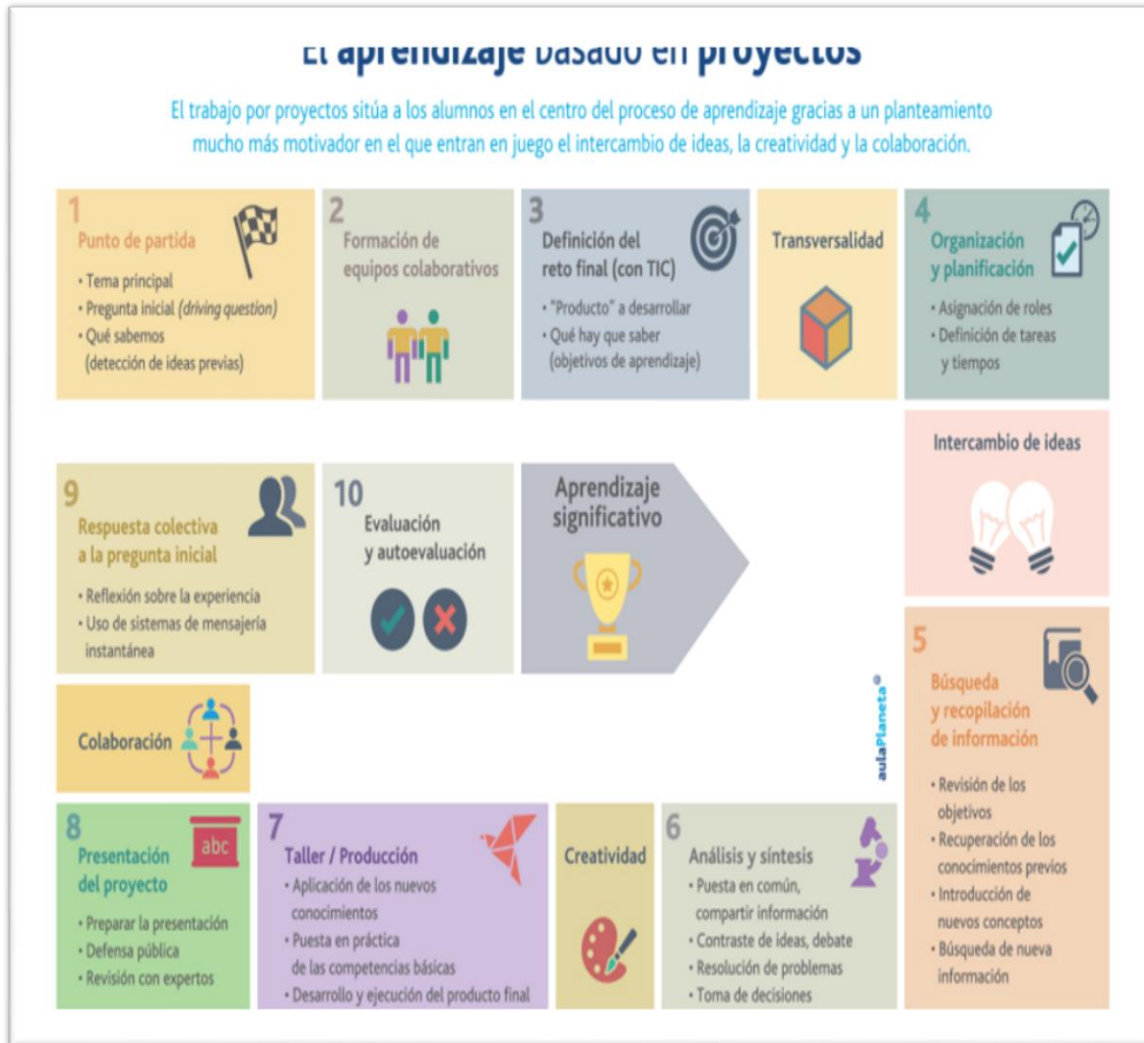 El aprendizaje basado en proyectos
El trabajo por proyectos sitúa a los alumnos en el centro del proceso de aprendizaje gracias a un planteamiento
mucho más motivador en el que entran en juego el intercambio de ideas, la creatividad y la colaboración.
1
Punto de partida
• Tema principal
• Pregunta inicial (driving question)
• Qué sabemos
(detección de ideas previas)
2
Formación de
equipos colaborativos
3
Definición del
reto final (con TIC)
• "Producto" a desarrollar
• Qué hay que saber
(objetivos de aprendizaje)
Transversalidad
4
Organización
y planificación
• Asignación de roles
• Definición de tareas
y tiempos
Intercambio de ideas
5
Búsqueda
y recopilación
de información
• Revisión de los
objetivos
• Recuperación de los
conocimientos previos
• Introducción de
nuevos conceptos
• Búsqueda de nueva
información
6
Análisis y síntesis
• Puesta en común,
compartir información
• Contraste de ideas, debate
• Resolución de problemas
• Toma de decisiones
Creatividad
7
Taller / Producción
• Aplicación de los nuevos
conocimientos
• Puesta en práctica
de las competencias básicas
• Desarrollo y ejecución del producto final
8
abc
Presentación
del proyecto
• Preparar la presentación
• Defensa pública
• Revisión con expertos
Colaboración
9
Respuesta colectiva
a la pregunta inicial
• Reflexión sobre la experiencia
• Uso de sistemas de mensajería
instantánea
10
Evaluación
y autoevaluación
Aprendizaje
significativo
aulaPlaneta